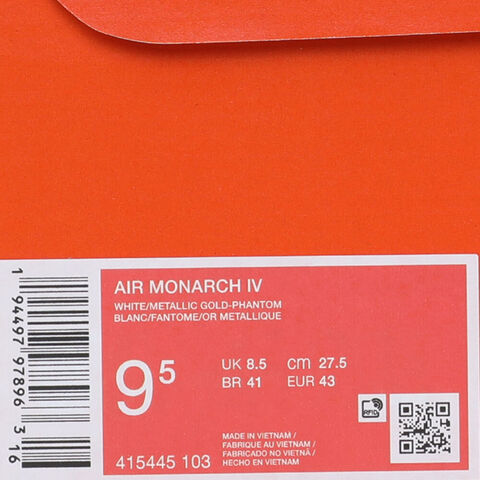 AIR MONARCH IV
WHITE/METALLIC GOLD-PHANTOM
BLANC/FANTOME/OR METALLIQUE
9 5
UK 8.5 cm 27.5
BR 41 EUR 43
RFID
MADE IN VIETNAM /
FABRIQUE AU VIETNAM /
FABRICADO NO VIETNÃ /
HECHO EN VIETNAM
415445 103
1 94497 97896 3 16